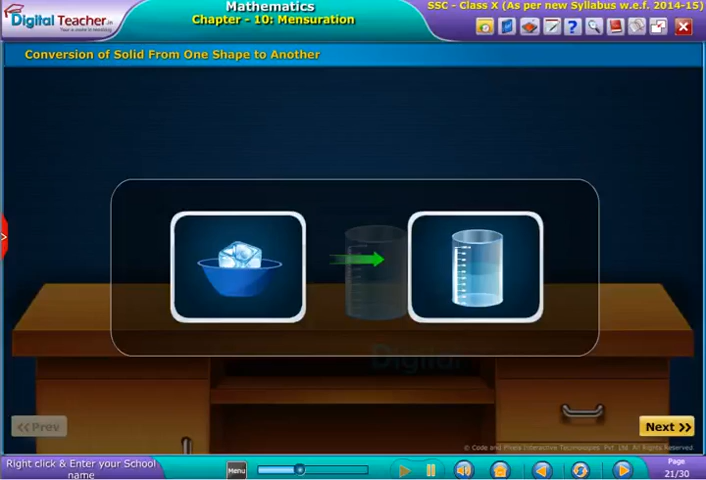 Digital Teacher.in
Mathematics
Chapter - 10: Mensuration
SSC - Class X (As per new Syllabus w.e.f. 2014-15)
Conversion of Solid From One Shape to Another
Digital
<< Prev
Next >>
© Code and Pixels Interactive Technologies Pvt. Ltd. All Rights Reserved.
Right click & Enter your School
name
Menu
Page
21/30